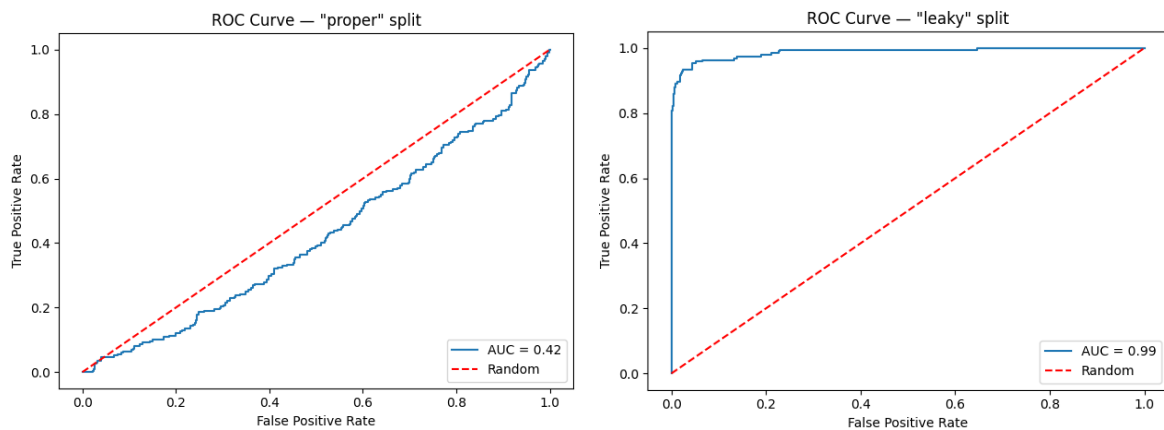 ROC Curve — "proper" split
1.0
0.8
0.6
0.4
0.2
0.0
True Positive Rate
0.0 0.2 0.4 0.6 0.8 1.0
False Positive Rate
AUC = 0.42
Random
ROC Curve — "leaky" split
1.0
0.8
0.6
0.4
0.2
0.0
True Positive Rate
0.0 0.2 0.4 0.6 0.8 1.0
False Positive Rate
AUC = 0.99
Random